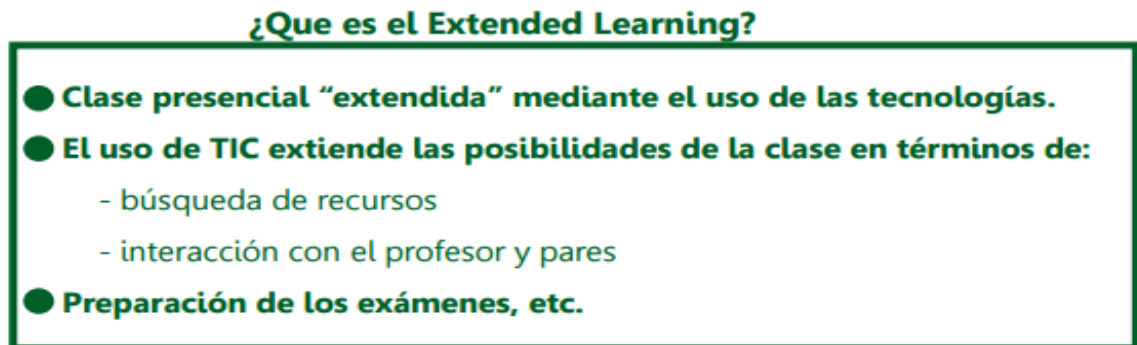 ¿Que es el Extended Learning?
● Clase presencial “extendida” mediante el uso de las tecnologías.
● El uso de TIC extiende las posibilidades de la clase en términos de:
- búsqueda de recursos
- interacción con el profesor y pares
● Preparación de los exámenes, etc.